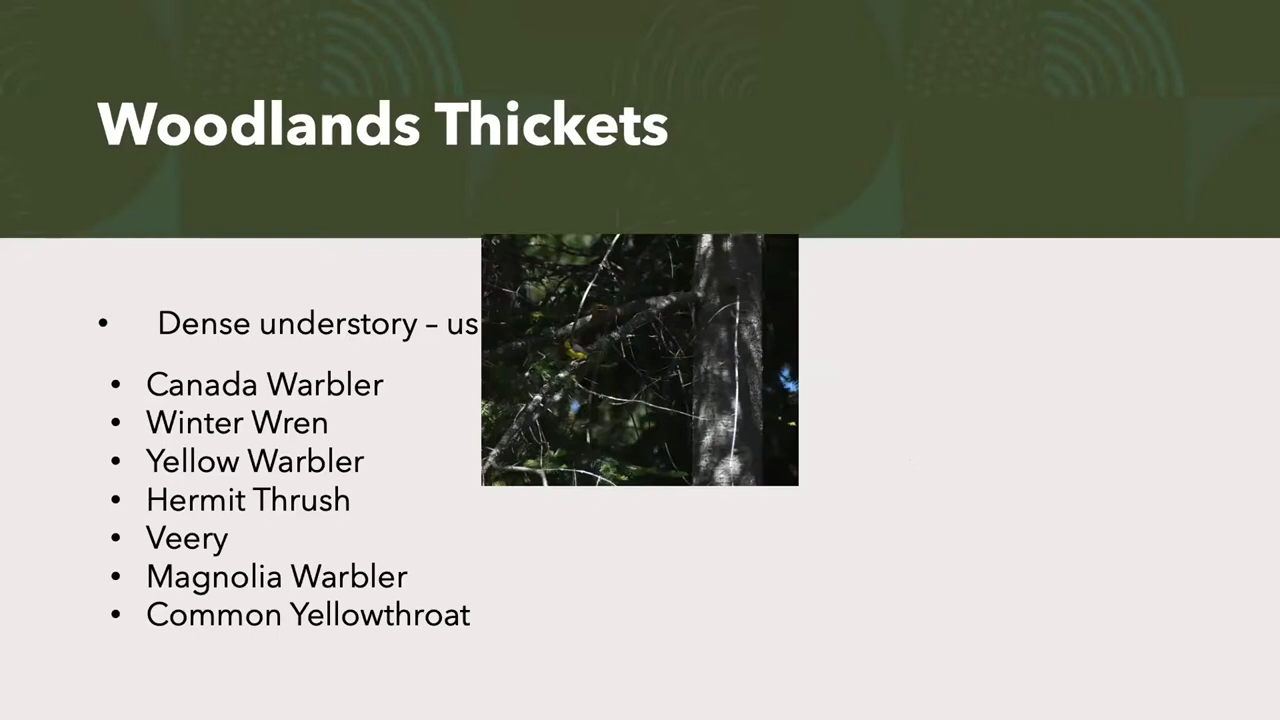 Woodlands Thickets
• Dense understory – us
• Canada Warbler
• Winter Wren
• Yellow Warbler
• Hermit Thrush
• Veery
• Magnolia Warbler
• Common Yellowthroat